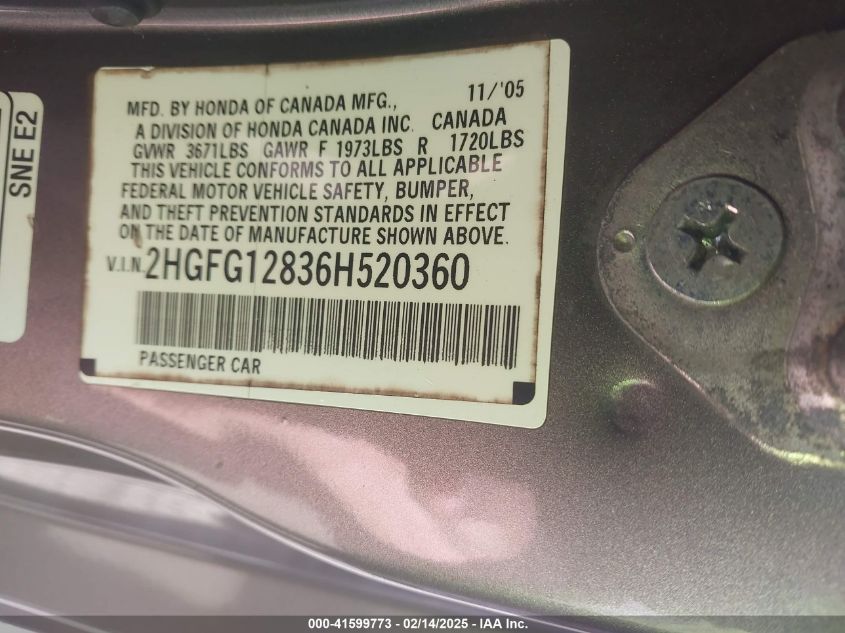 SNE E2
11/'05
MFD. BY HONDA OF CANADA MFG.,
A DIVISION OF HONDA CANADA INC. CANADA
GVWR 3671LBS GAWR F 1973LBS R 1720LBS
THIS VEHICLE CONFORMS TO ALL APPLICABLE
FEDERAL MOTOR VEHICLE SAFETY, BUMPER,
AND THEFT PREVENTION STANDARDS IN EFFECT
ON THE DATE OF MANUFACTURE SHOWN ABOVE.
V.I.N. 2HGFG12836H520360
PASSENGER CAR
000-41599773 - 02/14/2025 - IAA Inc.